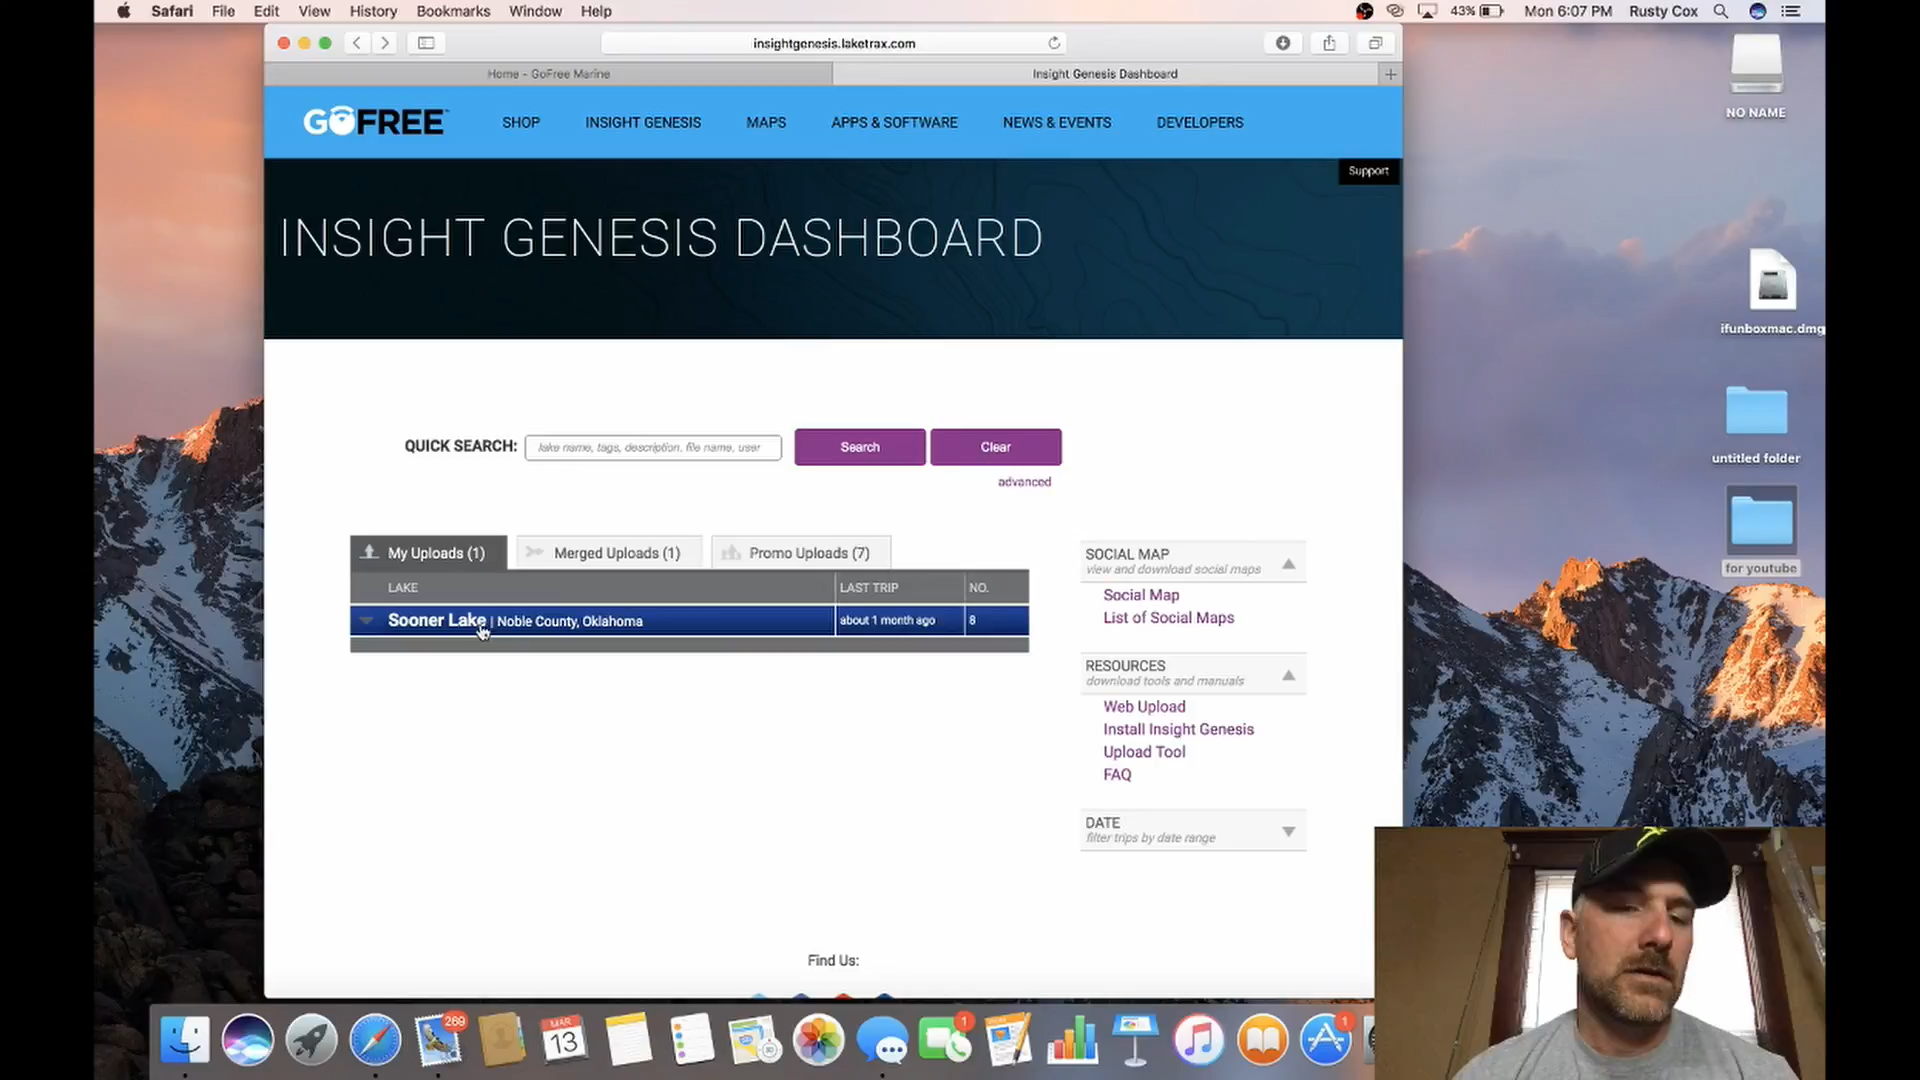 Safari File Edit View History Bookmarks Window Help 43% Mon 6:07 PM Rusty Cox
insightgenesis.laketrax.com
Home - GoFree Marine
Insight Genesis Dashboard
GOFREE
SHOP
INSIGHT GENESIS
MAPS
APPS & SOFTWARE
NEWS & EVENTS
DEVELOPERS
Support
INSIGHT GENESIS DASHBOARD
QUICK SEARCH:
lake name, tags, description, file name, user
Search
Clear
advanced
My Uploads (1)
Merged Uploads (1)
Promo Uploads (7)
LAKE
LAST TRIP
NO.
Sooner Lake | Noble County, Oklahoma
about 1 month ago
8
SOCIAL MAP
view and download social maps
Social Map
List of Social Maps
RESOURCES
download tools and manuals
Web Upload
Install Insight Genesis
Upload Tool
FAQ
DATE
filter trips by date range
Find Us:
NO NAME
ifunboxmac.dmg
untitled folder
for youtube
269
MAR
13
1
1